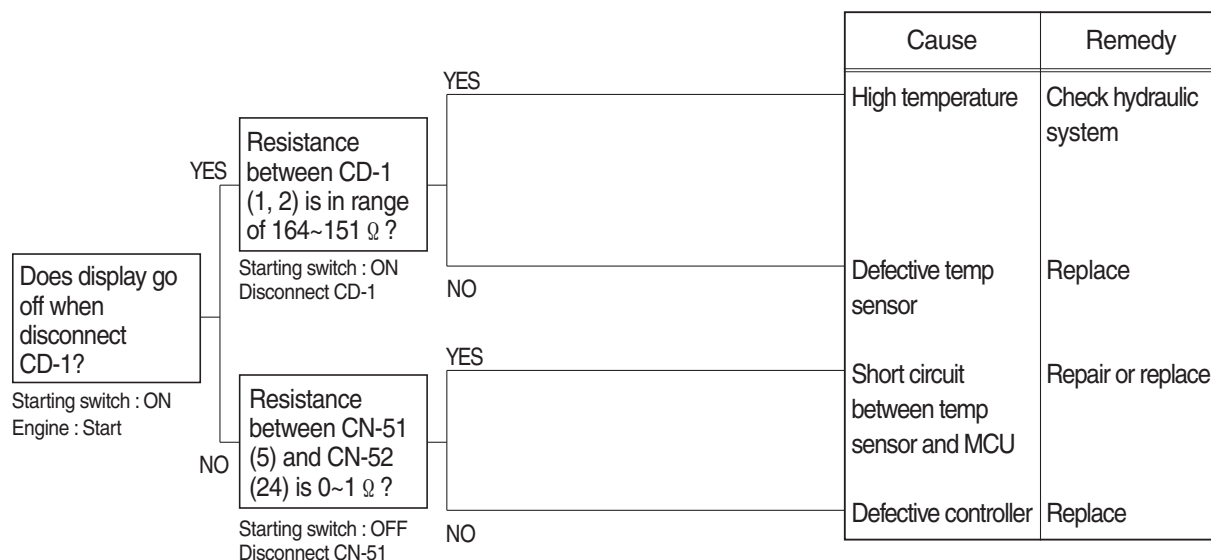 Cause
Remedy
YES
High temperature
Check hydraulic
system
Resistance
between CD-1
(1, 2) is in range
of 164~151 Ω ?
YES
Starting switch : ON
Disconnect CD-1
NO
Defective temp
sensor
Replace
Does display go
off when
disconnect
CD-1?
Starting switch : ON
Engine : Start
YES
Short circuit
between temp
sensor and MCU
Repair or replace
Resistance
between CN-51
(5) and CN-52
(24) is 0~1 Ω ?
NO
Starting switch : OFF
Disconnect CN-51
NO
Defective controller
Replace